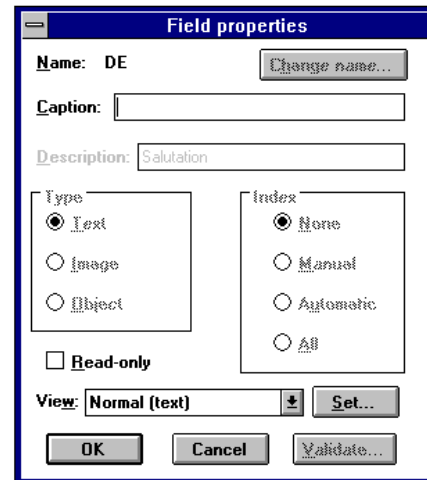 Field properties
Name: DE Change name...
Caption:
Description: Salutation
Type Index
Text None
Image Manual
Object Automatic
All
Read-only
View: Normal (text) Set...
OK Cancel Validate...